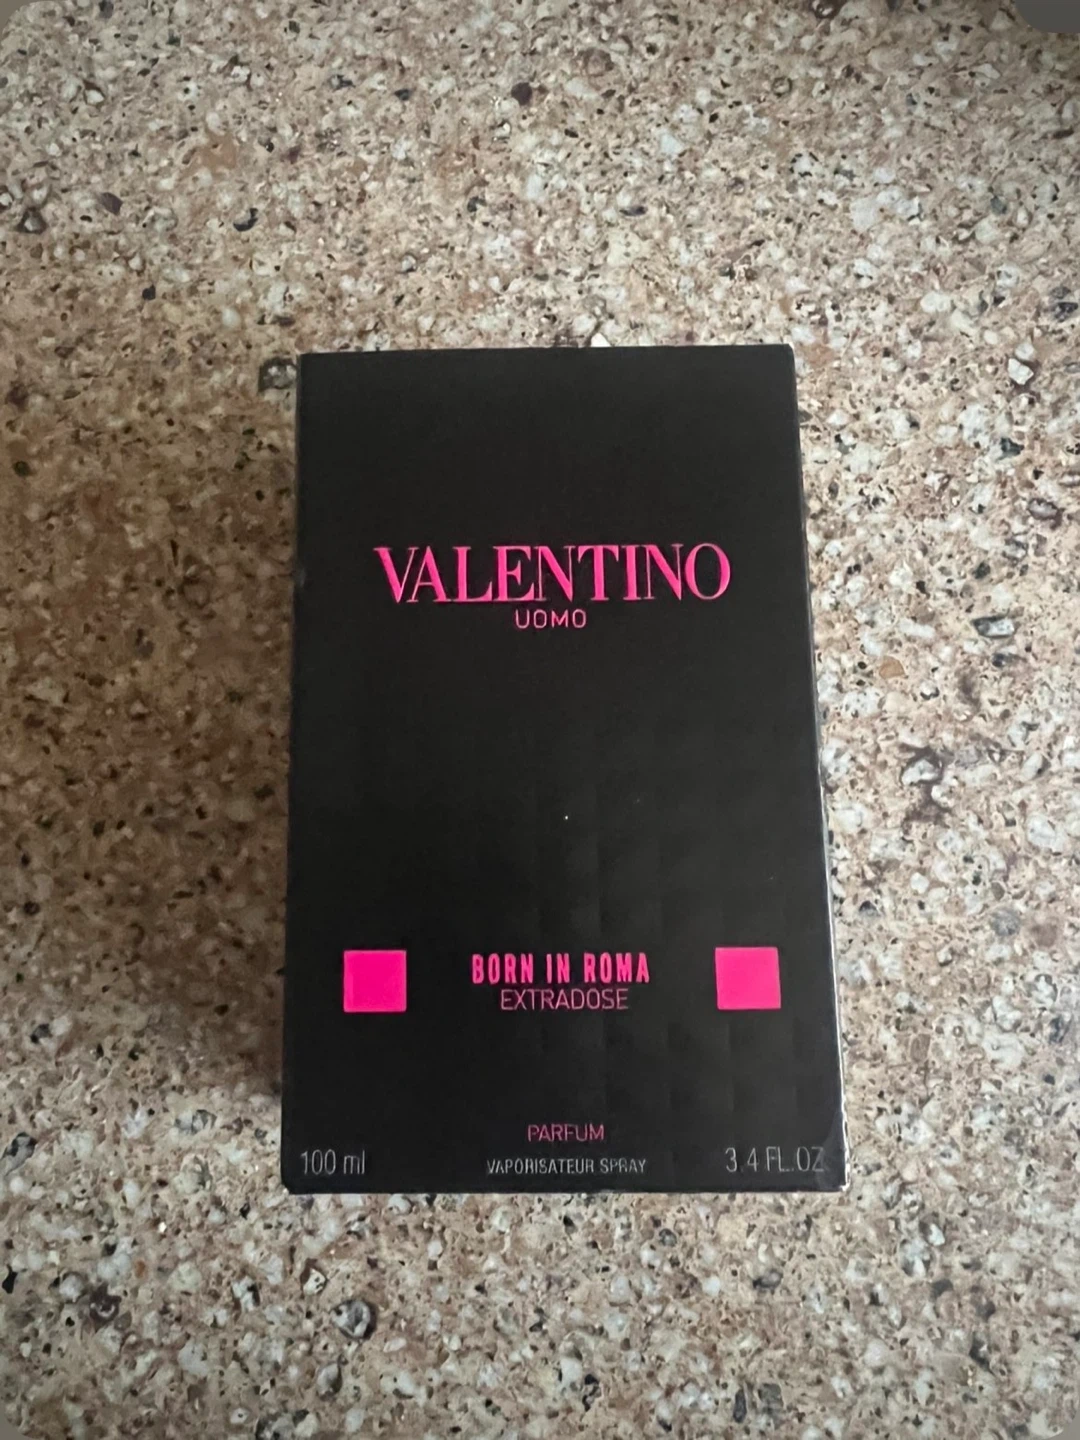 VALENTINO
UOMO
BORN IN ROMA
EXTRADOSE
PARFUM
100 ml VAPORISATEUR SPRAY 3.4 FL.OZ